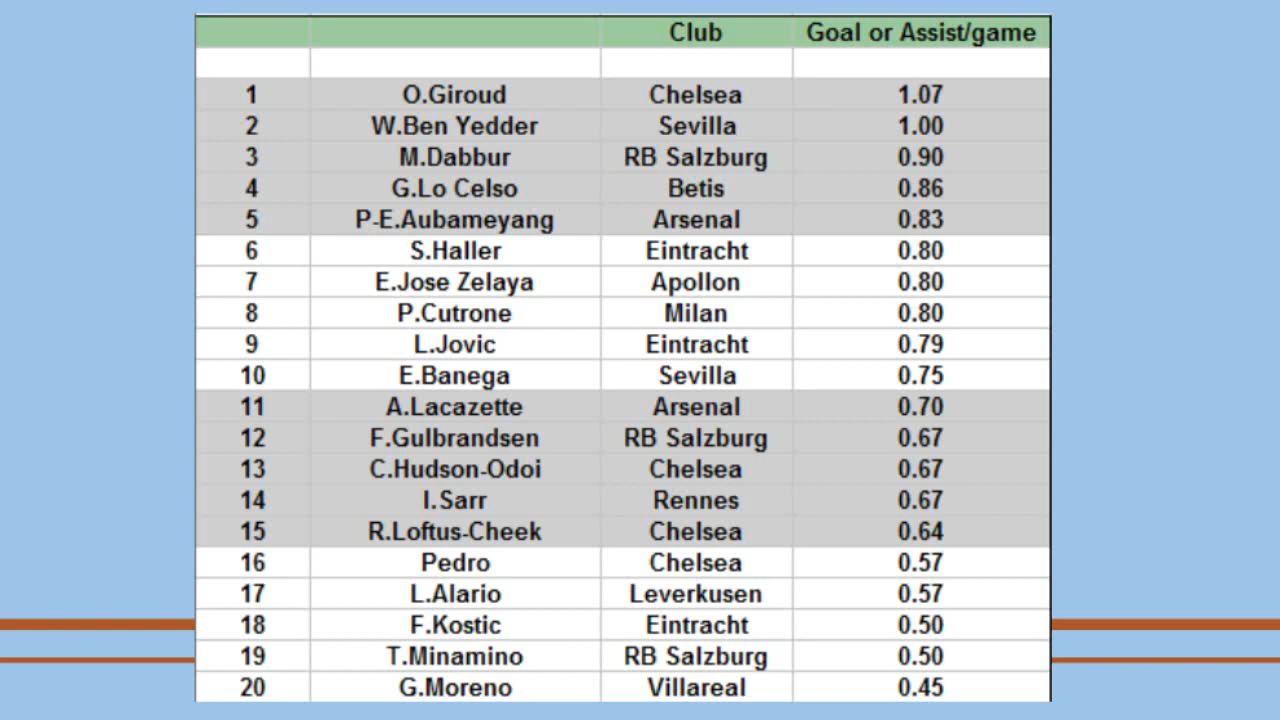 Club Goal or Assist/game
1 O.Giroud Chelsea 1.07
2 W.Ben Yedder Sevilla 1.00
3 M.Dabbur RB Salzburg 0.90
4 G.Lo Celso Betis 0.86
5 P-E.Aubameyang Arsenal 0.83
6 S.Haller Eintracht 0.80
7 E.Jose Zelaya Apollon 0.80
8 P.Cutrone Milan 0.80
9 L.Jovic Eintracht 0.79
10 E.Banega Sevilla 0.75
11 A.Lacazette Arsenal 0.70
12 F.Gulbrandsen RB Salzburg 0.67
13 C.Hudson-Odoi Chelsea 0.67
14 I.Sarr Rennes 0.67
15 R.Loftus-Cheek Chelsea 0.64
16 Pedro Chelsea 0.57
17 L.Alario Leverkusen 0.57
18 F.Kostic Eintracht 0.50
19 T.Minamino RB Salzburg 0.50
20 G.Moreno Villareal 0.45